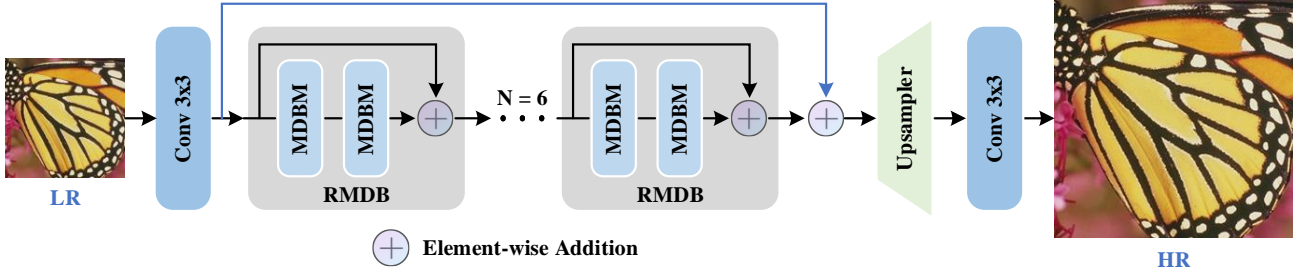 LR
Conv 3x3
MDBM
MDBM
RMDB
N = 6
MDBM
MDBM
RMDB
Upsampler
Conv 3x3
HR
Element-wise Addition